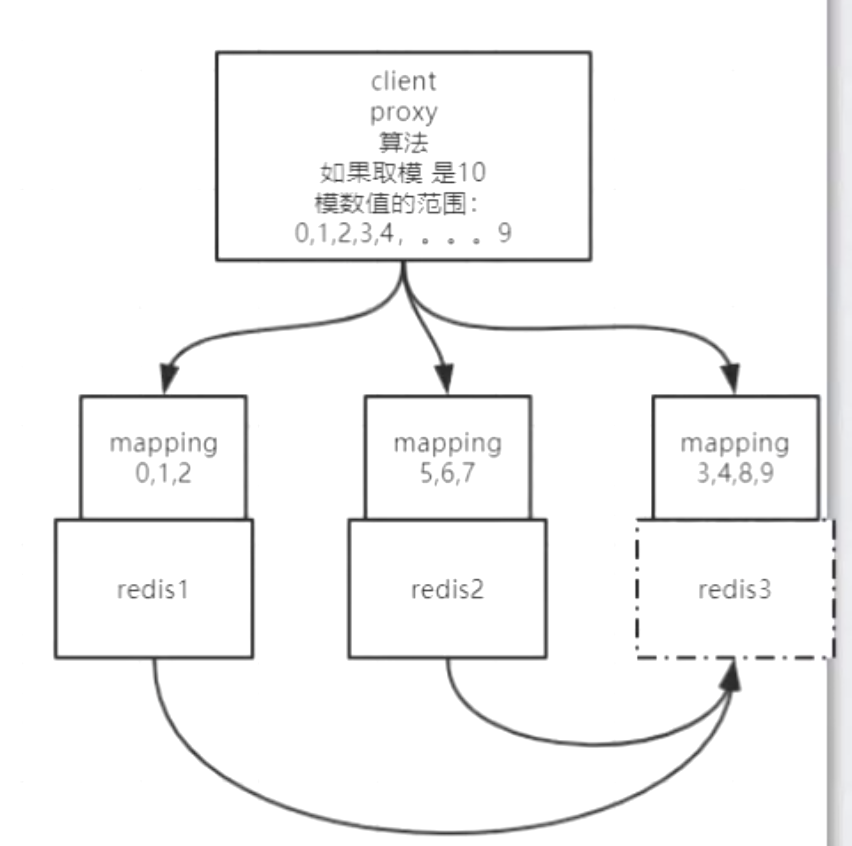 client
proxy
算法
如果取模 是10
模数值的范围：
0,1,2,3,4，。。。9
mapping
0,1,2
mapping
5,6,7
mapping
3,4,8,9
redis1
redis2
redis3